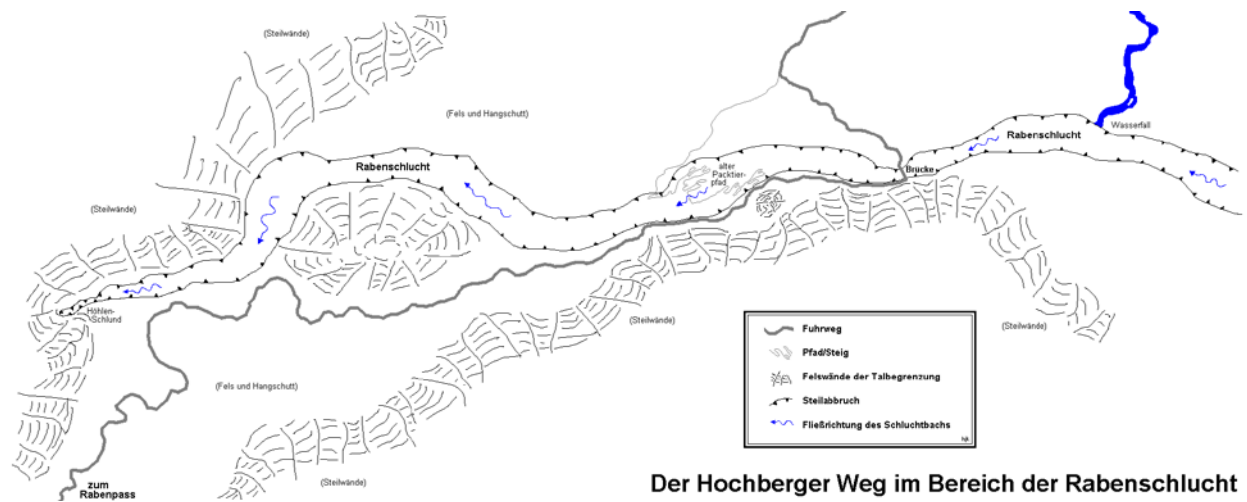 (Steilwände)
(Fels und Hangschutt)
Wasserfall
Rabenschlucht
Rabenschlucht
alter
Packtier-
pfad
Brücke
(Steilwände)
Höhlen-
Schlund
(Steilwände)
(Steilwände)
(Fels und Hangschutt)
Fuhrweg
Pfad/Steig
Felswände der Talbegrenzung
Steilabbruch
Fließrichtung des Schluchtbachs
hjk
(Steilwände)
zum
Rabenpass
Der Hochberger Weg im Bereich der Rabenschlucht